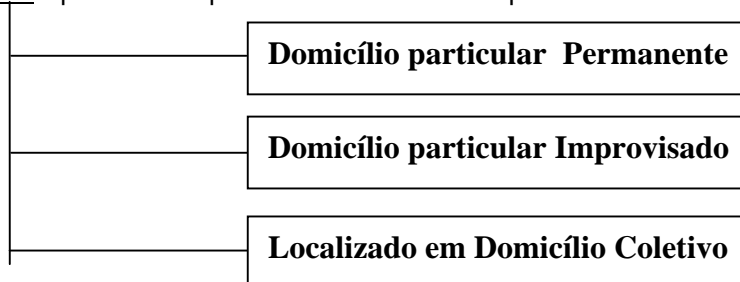 Domicílio particular Permanente
Domicílio particular Improvisado
Localizado em Domicílio Coletivo